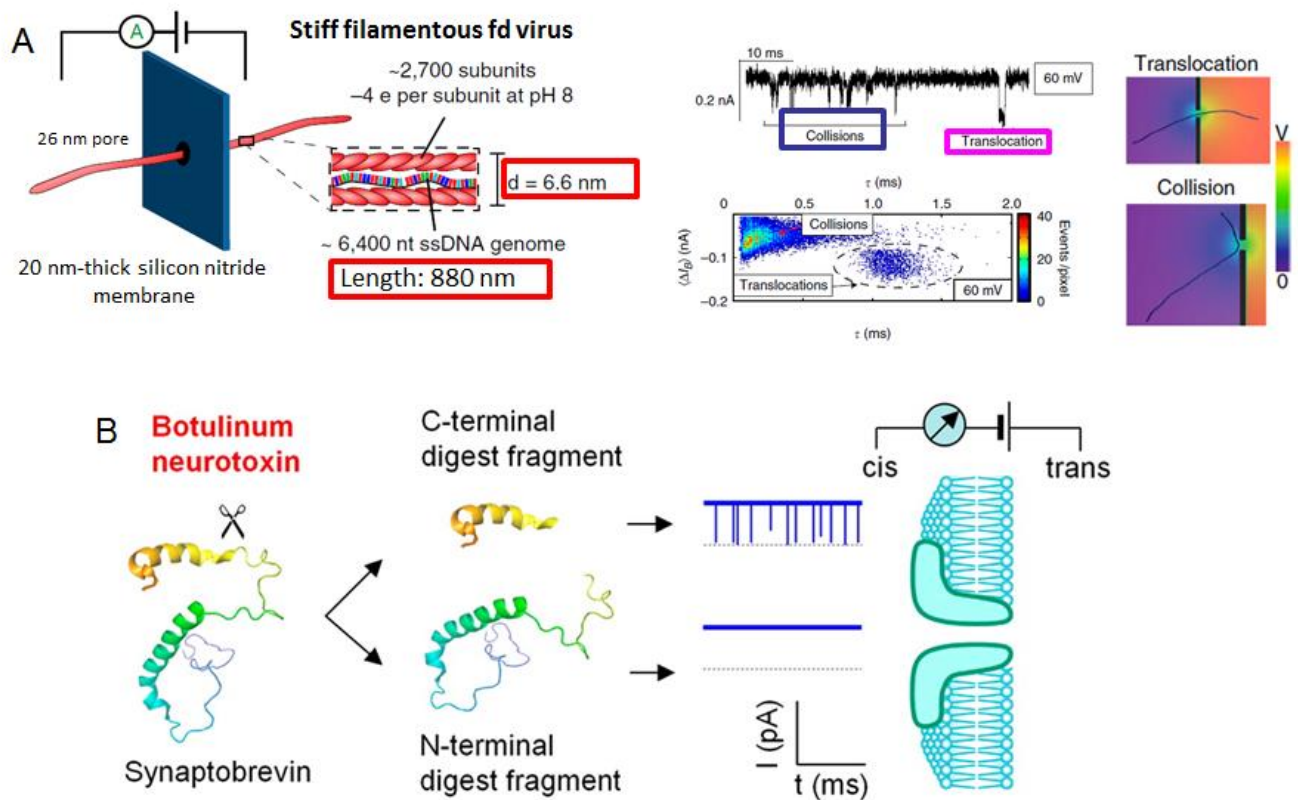 A
A
Stiff filamentous fd virus
~2,700 subunits
–4 e per subunit at pH 8
26 nm pore
d = 6.6 nm
~ 6,400 nt ssDNA genome
Length: 880 nm
20 nm-thick silicon nitride
membrane
10 ms
0.2 nA
60 mV
Collisions
Translocation
τ (ms)
0 0.5 1.0 1.5 2.0
⟨ΔI_B⟩ (nA)
−0.1
−0.2
Collisions
Translocations
60 mV
40
20
0
Events /pixel
τ (ms)
Translocation
V
Collision
0
B
Botulinum
neurotoxin
C-terminal
digest fragment
cis
trans
Synaptobrevin
N-terminal
digest fragment
I (pA)
t (ms)